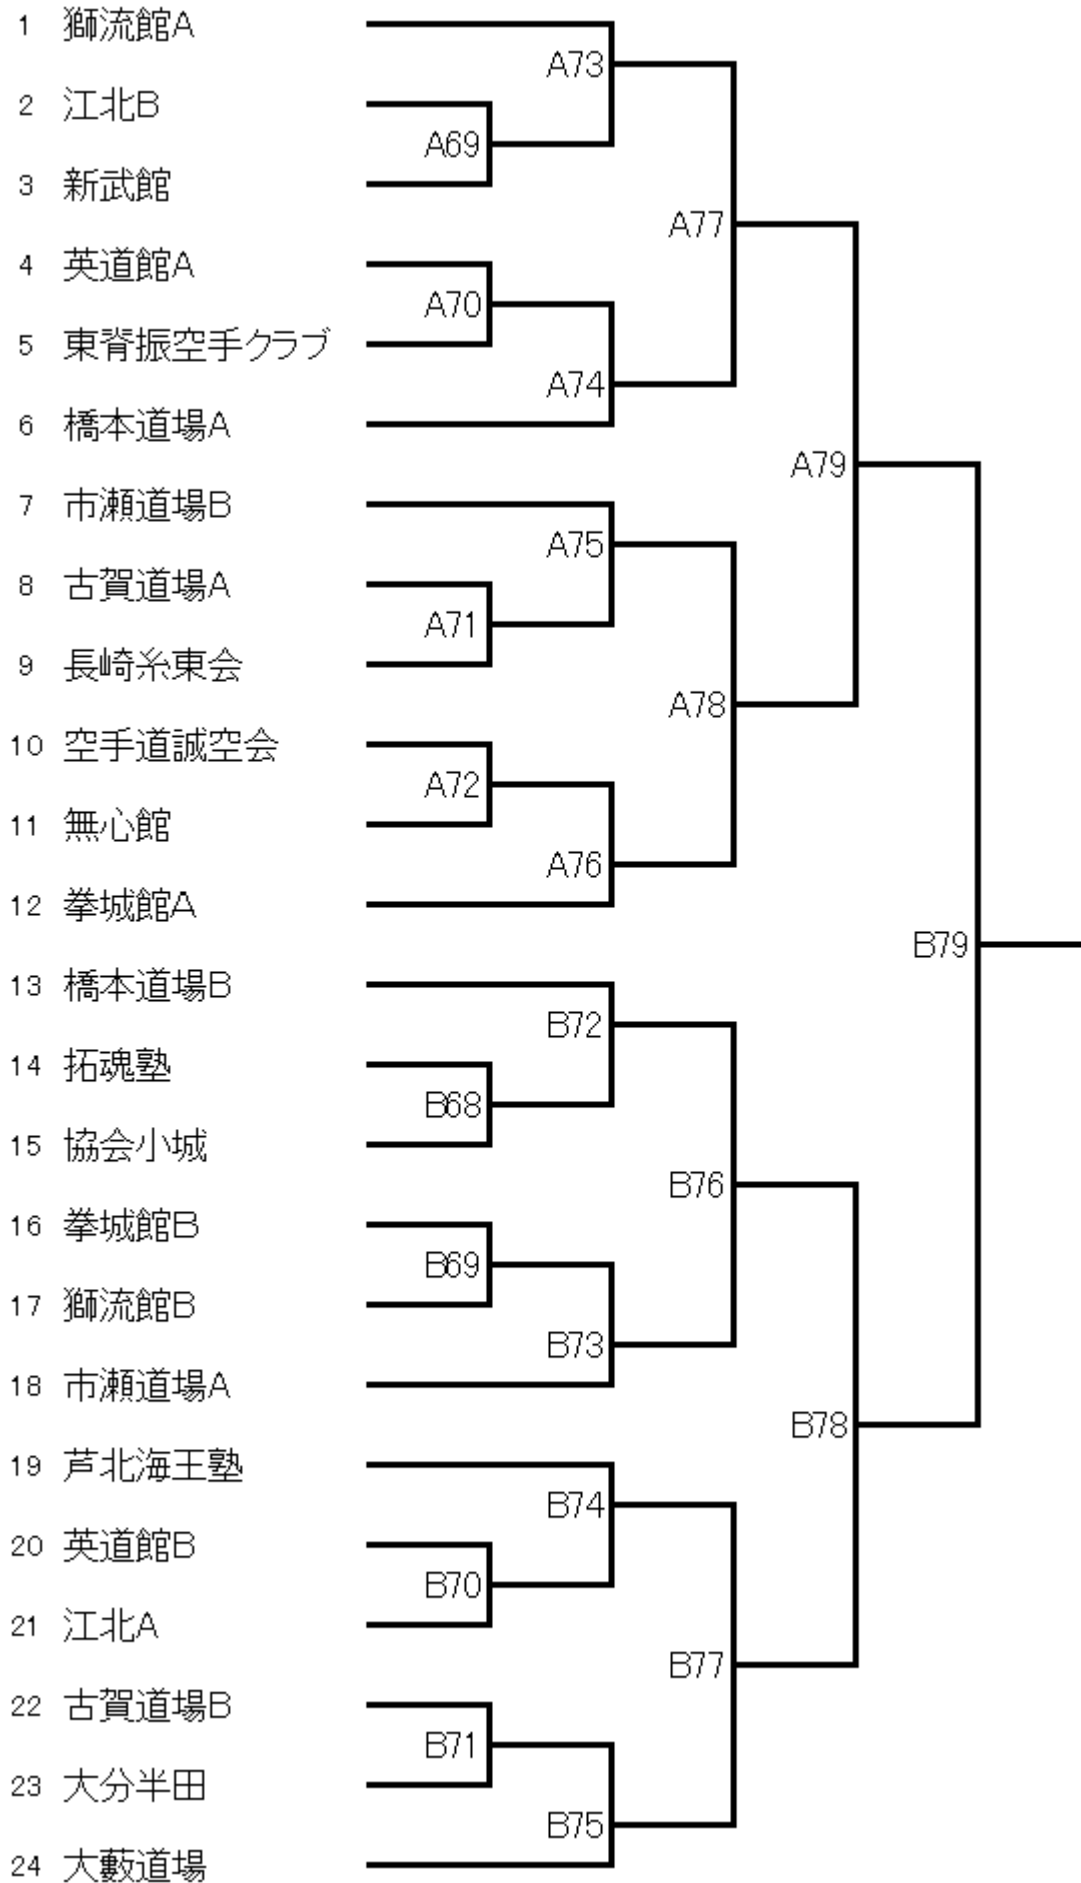 1 獅流館A
A73
2 江北B
A69
3 新武館
A77
4 英道館A
A70
5 東脊振空手クラブ
A74
6 橋本道場A
A79
7 市瀬道場B
A75
8 古賀道場A
A71
9 長崎糸東会
A78
10 空手道誠空会
A72
11 無心館
A76
12 拳城館A
B79
13 橋本道場B
B72
14 拓魂塾
B68
15 協会小城
B76
16 拳城館B
B69
17 獅流館B
B73
18 市瀬道場A
B78
19 芦北海王塾
B74
20 英道館B
B70
21 江北A
B77
22 古賀道場B
B71
23 大分半田
B75
24 大藪道場